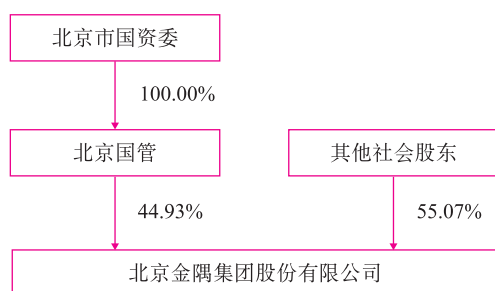 北京市国资委
100.00%
北京国管
其他社会股东
44.93%
55.07%
北京金隅集团股份有限公司